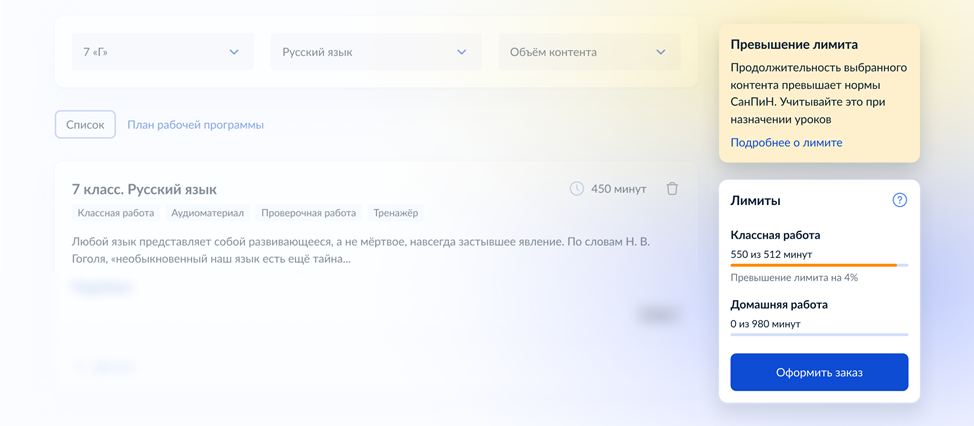 7 «Г»
Русский язык
Объём контента
Список
План рабочей программы
7 класс. Русский язык
450 минут
Классная работа
Аудиоматериал
Проверочная работа
Тренажёр
Любой язык представляет собой развивающееся, а не мёртвое, навсегда застывшее явление. По словам Н. В.
Гоголя, «необыкновенный наш язык есть ещё тайна...
Превышение лимита
Продолжительность выбранного
контента превышает нормы
СанПиН. Учитывайте это при
назначении уроков
Подробнее о лимите
Лимиты
?
Классная работа
550 из 512 минут
Превышение лимита на 4%
Домашняя работа
0 из 980 минут
Оформить заказ